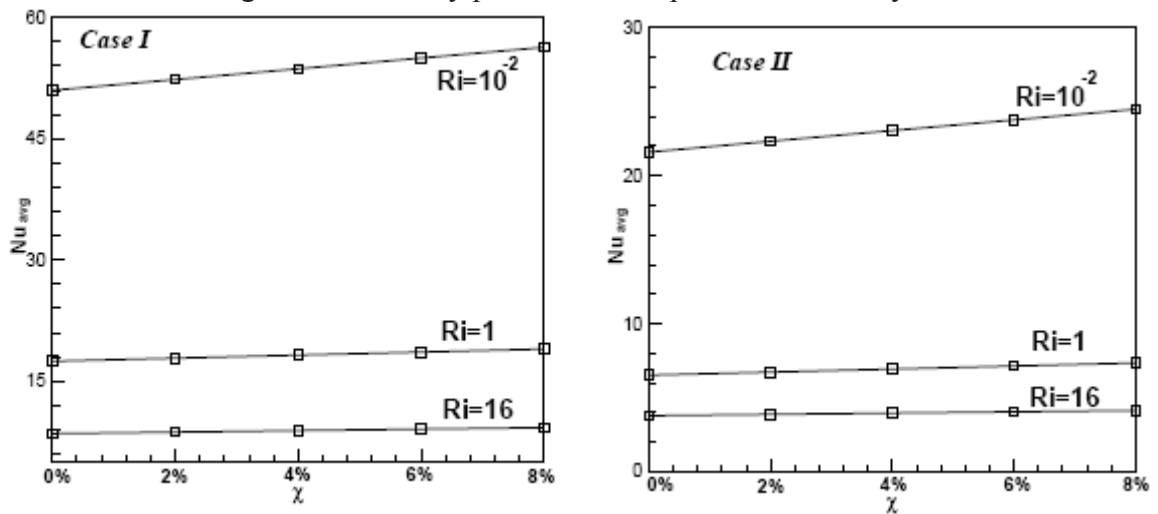 60
Case I
Ri=10-2
45
Nu avg
30
Ri=1
15
Ri=16
0% 2% 4% 6% 8%
χ
30
Case II
Ri=10-2
20
Nu avg
10
Ri=1
Ri=16
0
0% 2% 4% 6% 8%
χ